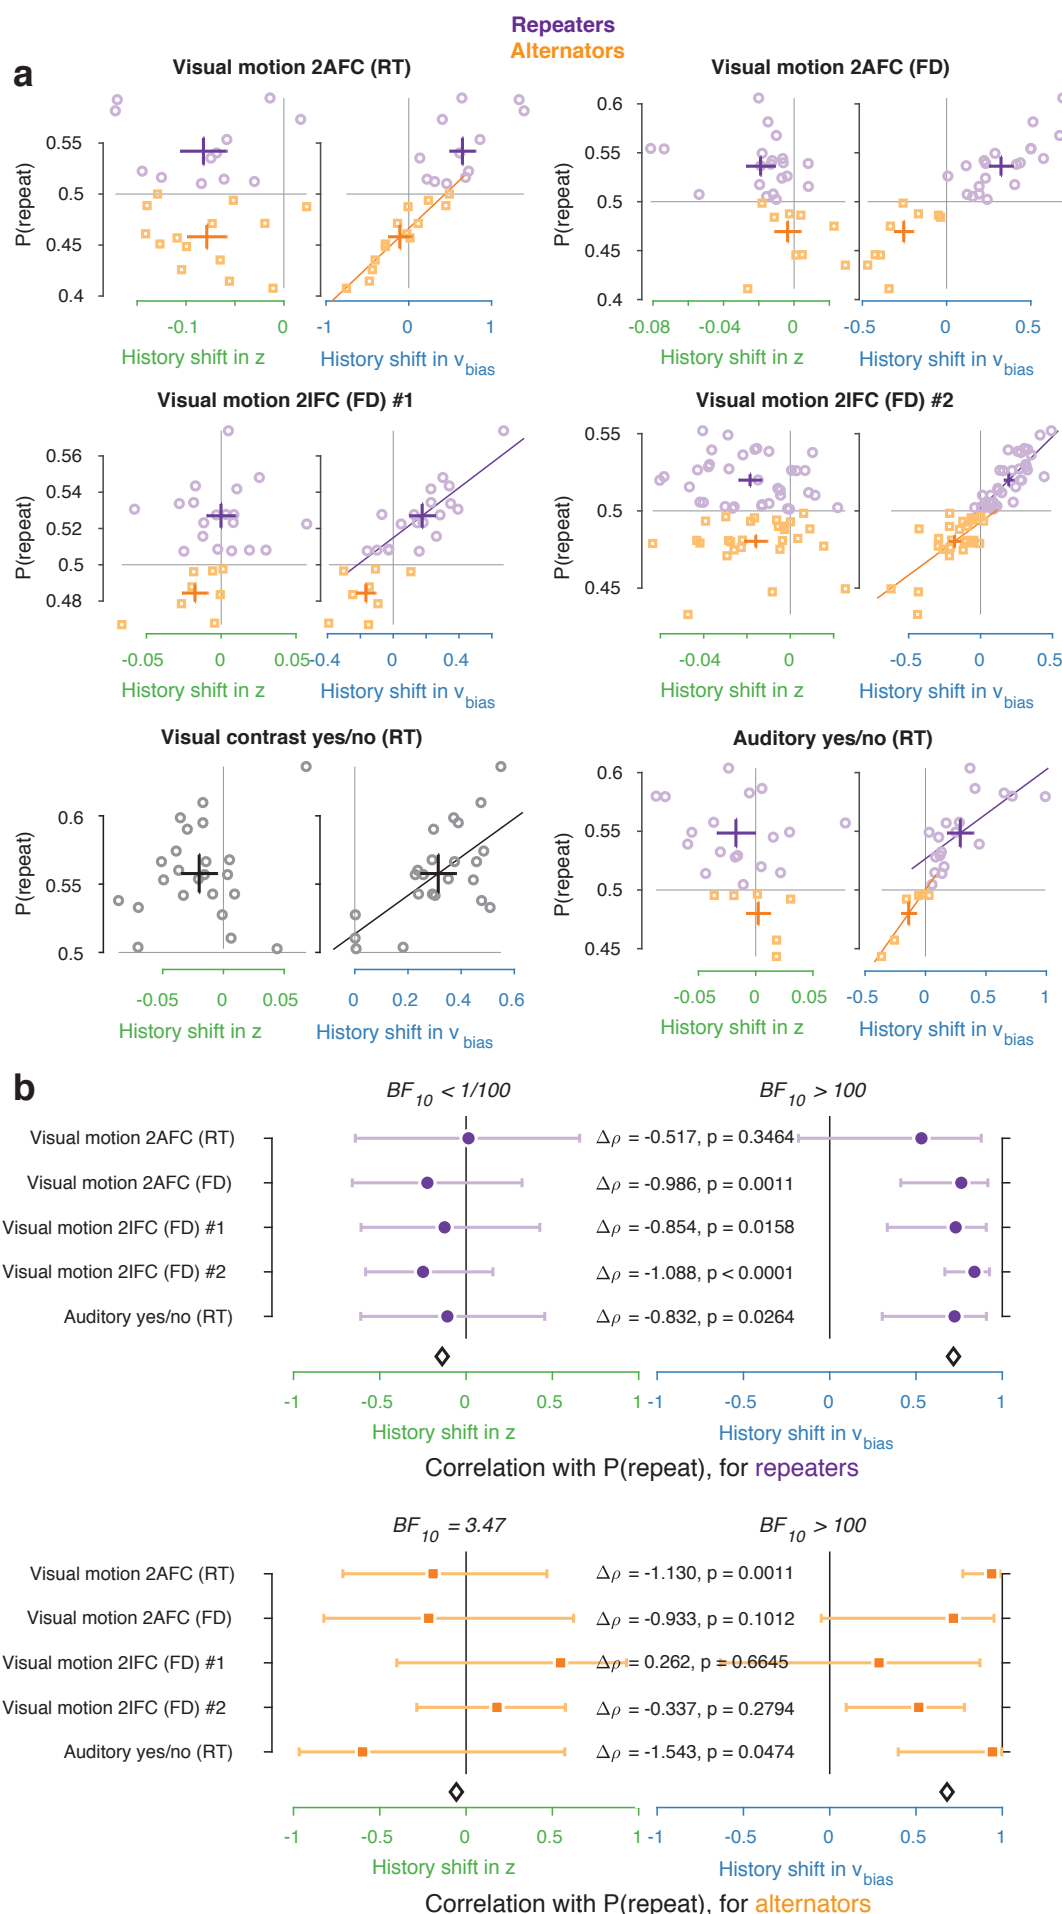 Repeaters
Alternators
a
Visual motion 2AFC (RT)
Visual motion 2AFC (FD)
P(repeat)
0.55
0.5
0.45
0.4
-0.1
0
-1
0
1
History shift in z
History shift in v bias
P(repeat)
0.6
0.55
0.5
0.45
0.4
-0.08
-0.04
0
-0.5
0
0.5
History shift in z
History shift in v bias
Visual motion 2IFC (FD) #1
Visual motion 2IFC (FD) #2
P(repeat)
0.56
0.54
0.52
0.5
0.48
-0.05
0
0.05
-0.4
0
0.4
History shift in z
History shift in v bias
P(repeat)
0.55
0.5
0.45
-0.04
0
-0.5
0
0.5
History shift in z
History shift in v bias
Visual contrast yes/no (RT)
Auditory yes/no (RT)
P(repeat)
0.6
0.55
0.5
-0.05
0
0.05
0
0.2
0.4
0.6
History shift in z
History shift in v bias
P(repeat)
0.6
0.55
0.5
0.45
-0.05
0
0.05
-0.5
0
0.5
1
History shift in z
History shift in v bias
b
BF10 < 1/100
BF10 > 100
Visual motion 2AFC (RT)
Δρ = -0.517, p = 0.3464
Visual motion 2AFC (FD)
Δρ = -0.986, p = 0.0011
Visual motion 2IFC (FD) #1
Δρ = -0.854, p = 0.0158
Visual motion 2IFC (FD) #2
Δρ = -1.088, p < 0.0001
Auditory yes/no (RT)
Δρ = -0.832, p = 0.0264
-1 -0.5 0 0.5 1
-1 -0.5 0 0.5 1
History shift in z
History shift in v bias
Correlation with P(repeat), for repeaters
BF10 = 3.47
BF10 > 100
Visual motion 2AFC (RT)
Δρ = -1.130, p = 0.0011
Visual motion 2AFC (FD)
Δρ = -0.933, p = 0.1012
Visual motion 2IFC (FD) #1
Δρ = 0.262, p = 0.6645
Visual motion 2IFC (FD) #2
Δρ = -0.337, p = 0.2794
Auditory yes/no (RT)
Δρ = -1.543, p = 0.0474
-1 -0.5 0 0.5 1
-1 -0.5 0 0.5 1
History shift in z
History shift in v bias
Correlation with P(repeat), for alternators